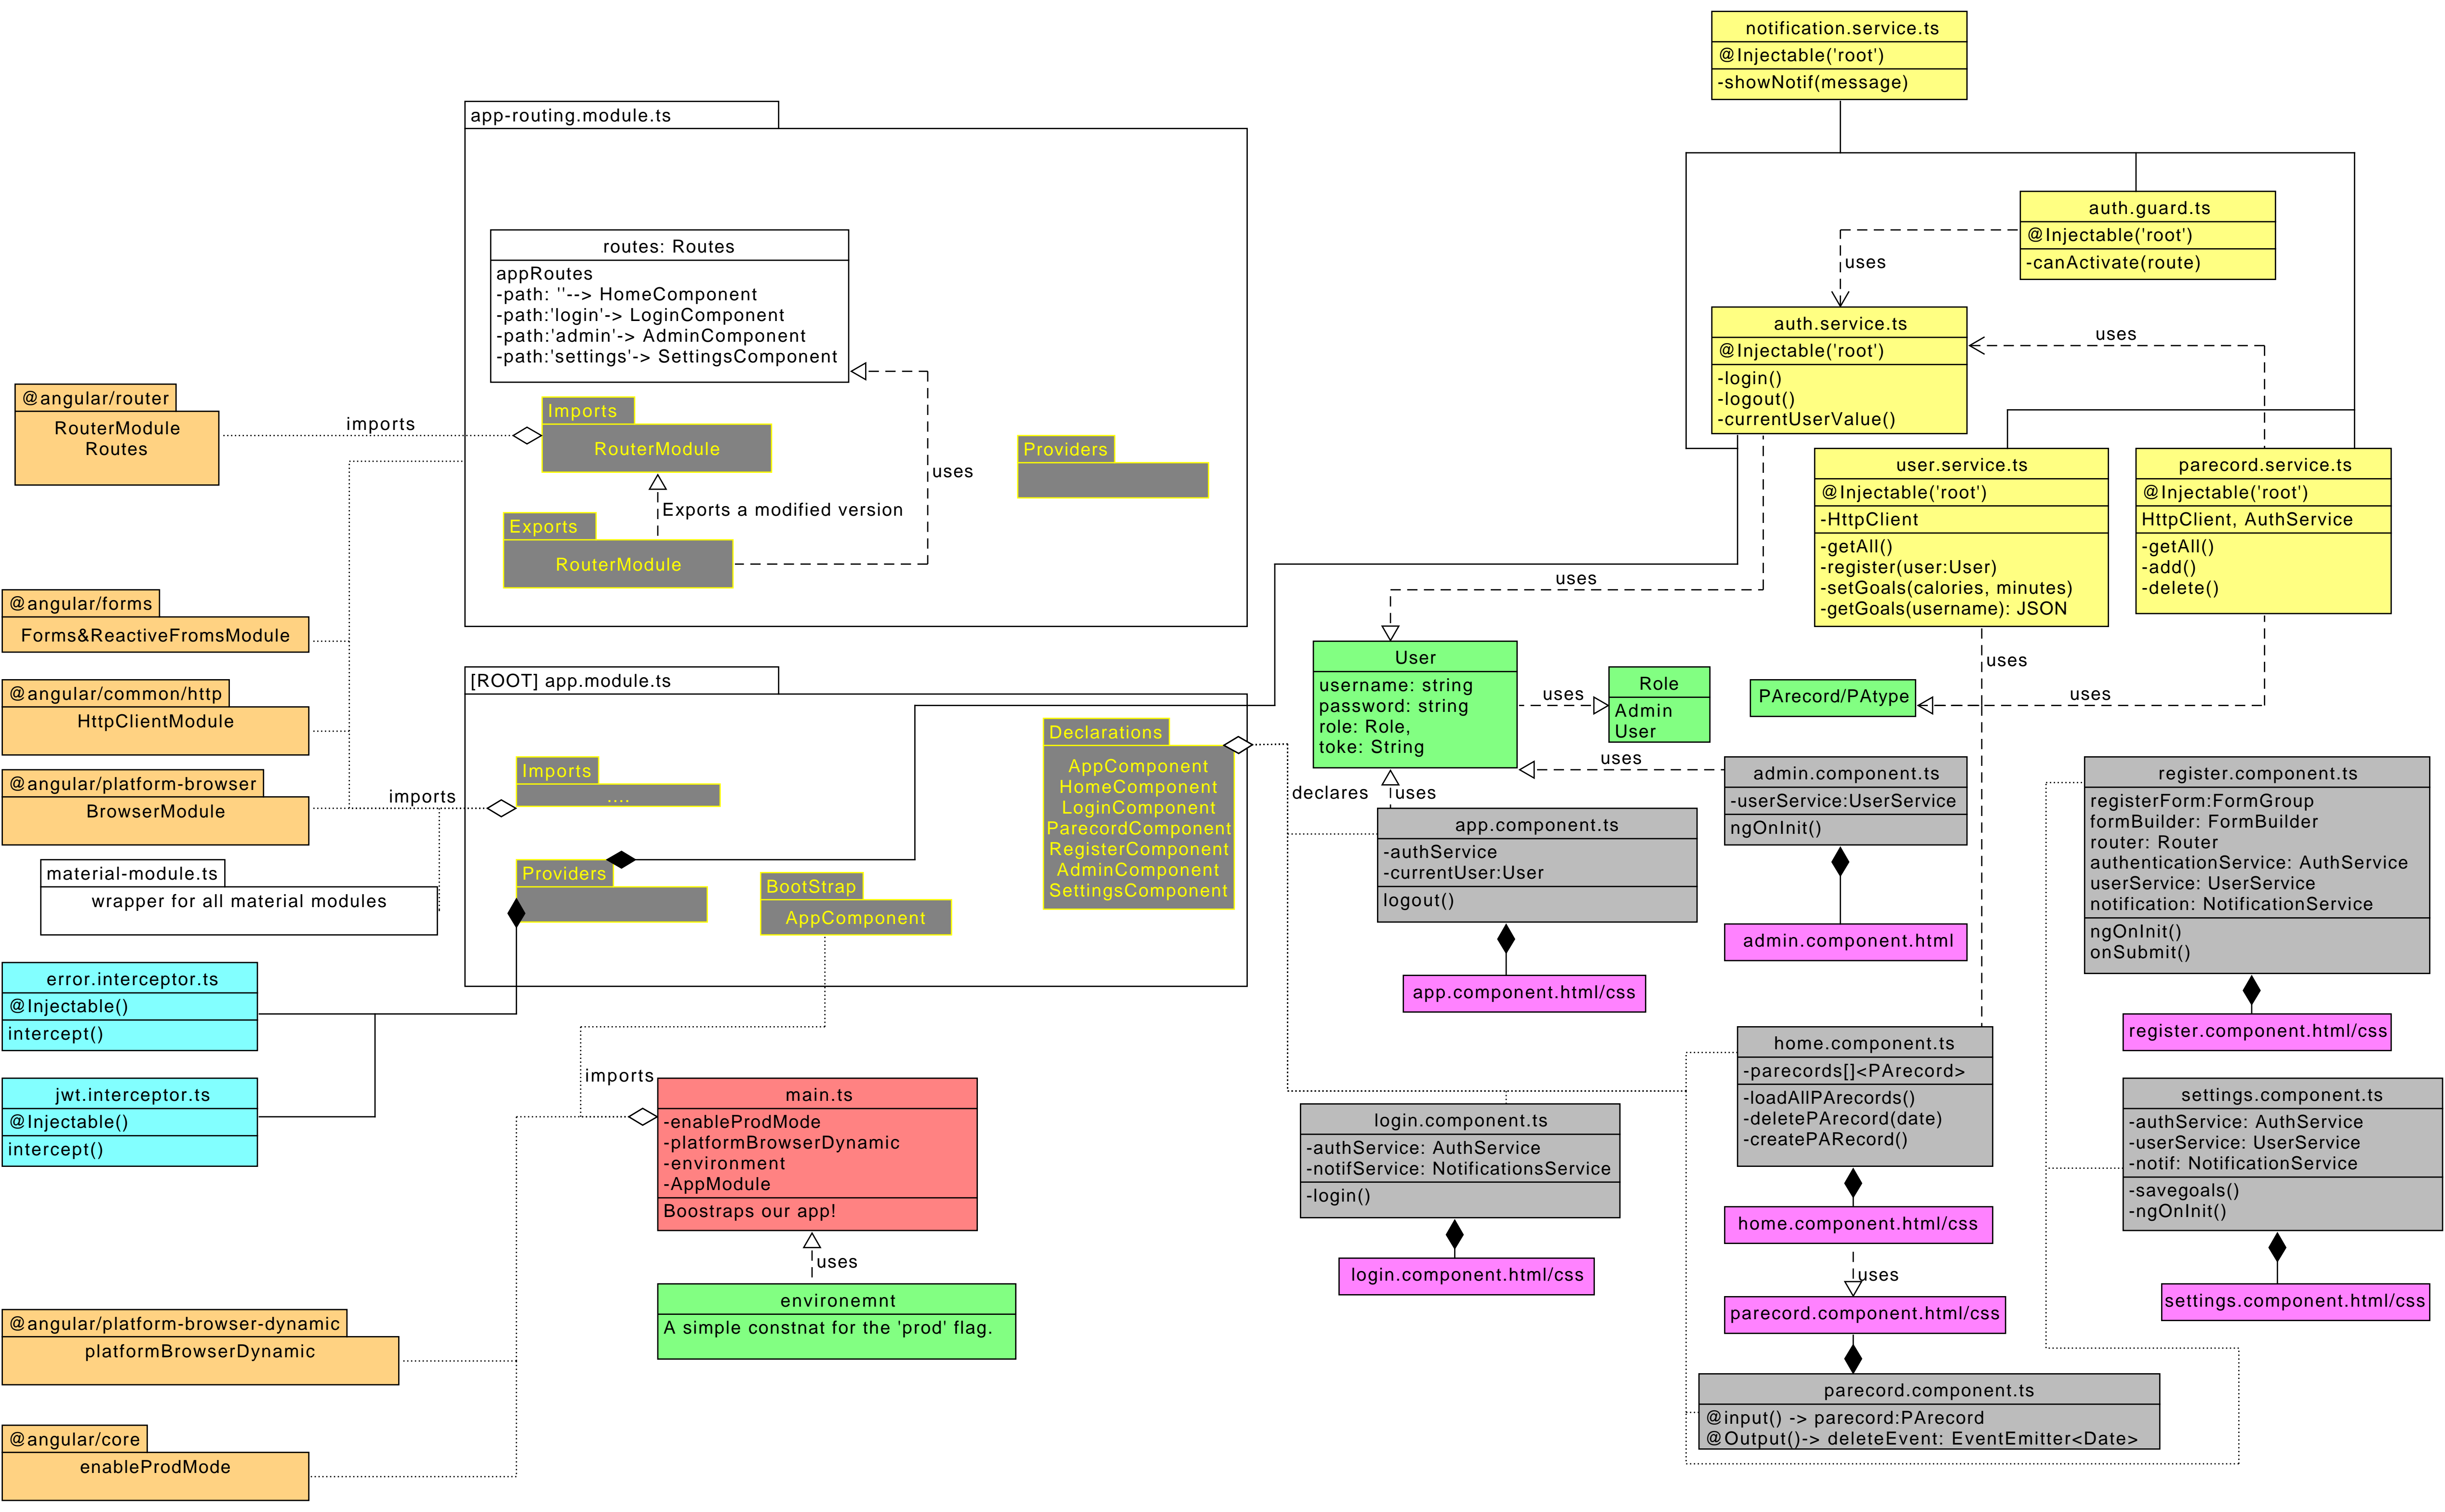 notification.service.ts
@Injectable('root')
-showNotif(message)
app-routing.module.ts
auth.guard.ts
@Injectable('root')
-canActivate(route)
uses
routes: Routes
appRoutes
-path: ''--> HomeComponent
-path:'login'-> LoginComponent
-path:'admin'-> AdminComponent
-path:'settings'-> SettingsComponent
auth.service.ts
@Injectable('root')
-login()
-logout()
-currentUserValue()
uses
@angular/router
RouterModule
Routes
imports
Imports
RouterModule
Providers
uses
Exports a modified version
Exports
RouterModule
user.service.ts
@Injectable('root')
-HttpClient
-getAll()
-register(user:User)
-setGoals(calories, minutes)
-getGoals(username): JSON
parecord.service.ts
@Injectable('root')
HttpClient, AuthService
-getAll()
-add()
-delete()
uses
@angular/forms
Forms&ReactiveFromsModule
@angular/common/http
HttpClientModule
@angular/platform-browser
BrowserModule
imports
material-module.ts
wrapper for all material modules
[ROOT] app.module.ts
Imports
....
Providers
BootStrap
AppComponent
Declarations
AppComponent
HomeComponent
LoginComponent
ParecordComponent
RegisterComponent
AdminComponent
SettingsComponent
User
username: string
password: string
role: Role,
toke: String
uses
Role
Admin
User
uses
PArecord/PAtype
uses
uses
declares
uses
app.component.ts
-authService
-currentUser:User
logout()
app.component.html/css
admin.component.ts
-userService:UserService
ngOnInit()
admin.component.html
register.component.ts
registerForm:FormGroup
formBuilder: FormBuilder
router: Router
authenticationService: AuthService
userService: UserService
notification: NotificationService
ngOnInit()
onSubmit()
register.component.html/css
error.interceptor.ts
@Injectable()
intercept()
jwt.interceptor.ts
@Injectable()
intercept()
imports
main.ts
-enableProdMode
-platformBrowserDynamic
-environment
-AppModule
Boostraps our app!
uses
environemnt
A simple constnat for the 'prod' flag.
login.component.ts
-authService: AuthService
-notifService: NotificationsService
-login()
login.component.html/css
home.component.ts
-parecords[]<PArecord>
-loadAllPArecords()
-deletePArecord(date)
-createPARecord()
home.component.html/css
uses
parecord.component.html/css
parecord.component.ts
@input() -> parecord:PArecord
@Output()-> deleteEvent: EventEmitter<Date>
settings.component.ts
-authService: AuthService
-userService: UserService
-notif: NotificationService
-savegoals()
-ngOnInit()
settings.component.html/css
@angular/platform-browser-dynamic
platformBrowserDynamic
@angular/core
enableProdMode